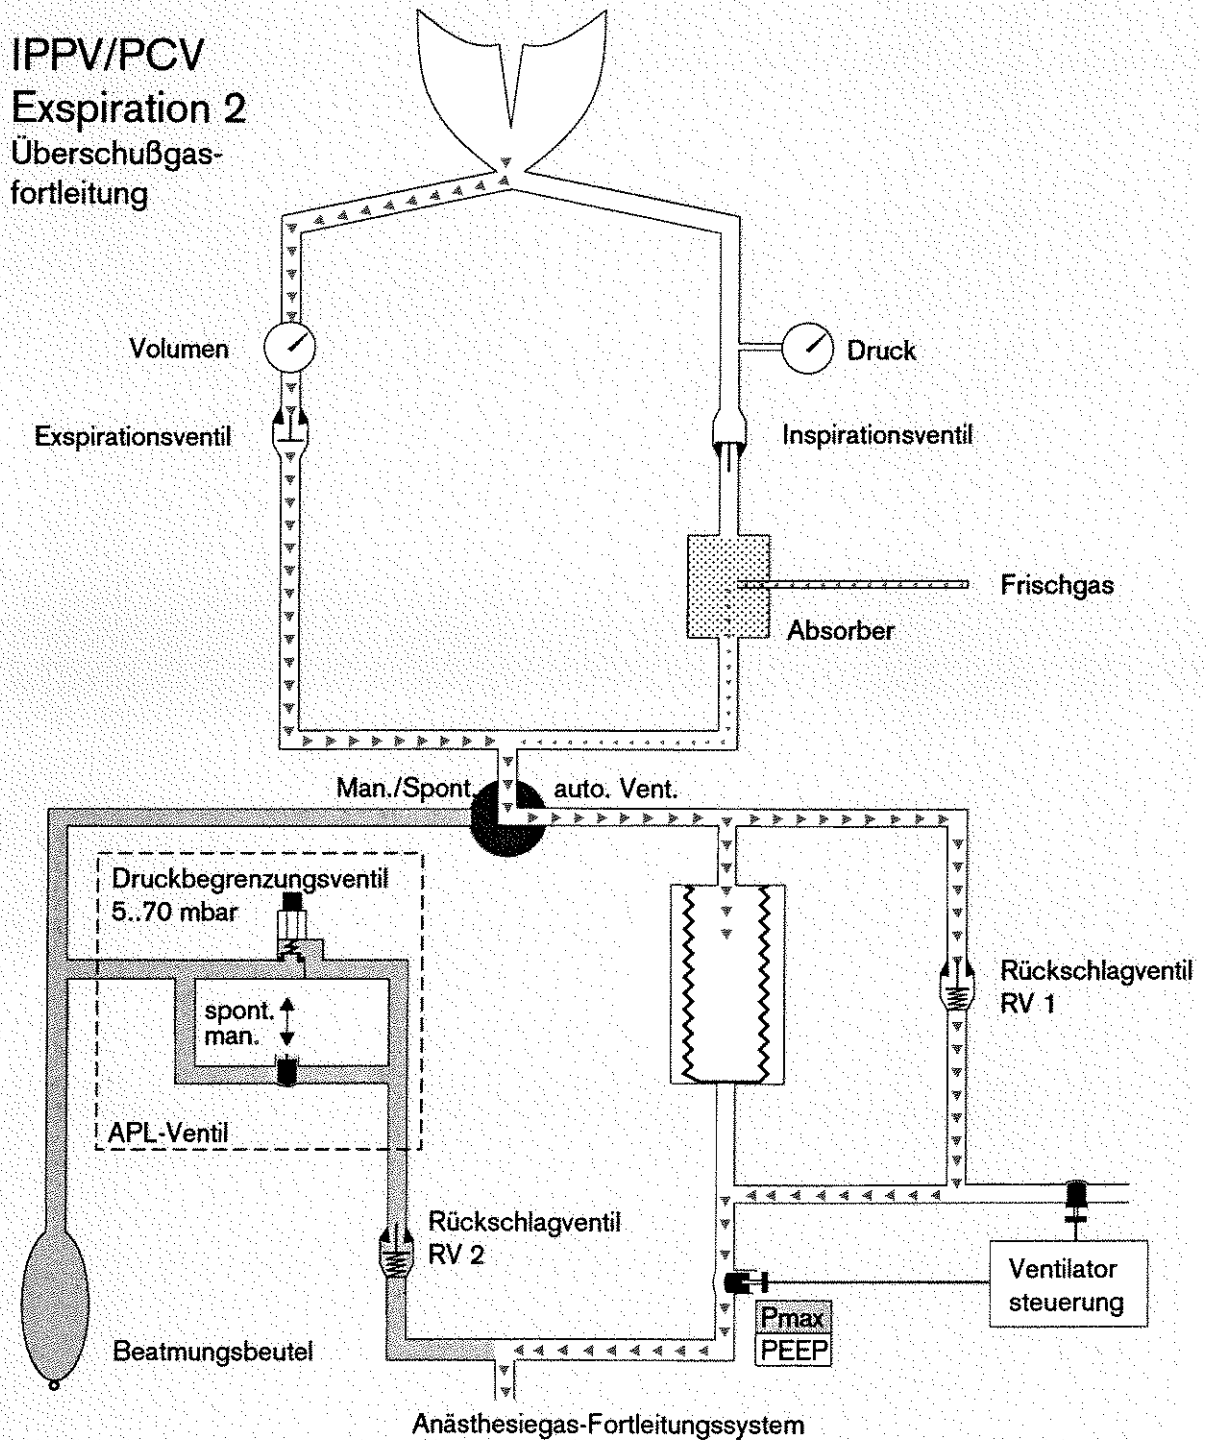 IPPV/PCV
Exspiration 2
Überschußgas-
fortleitung
Volumen
Druck
Exspirationsventil
Inspirationsventil
Frischgas
Absorber
Man./Spont.
auto. Vent.
Druckbegrenzungsventil
5..70 mbar
spont.
man.
APL-Ventil
Rückschlagventil
RV 1
Rückschlagventil
RV 2
Ventilator
steuerung
Pmax
PEEP
Beatmungsbeutel
Anästhesiegas-Fortleitungssystem